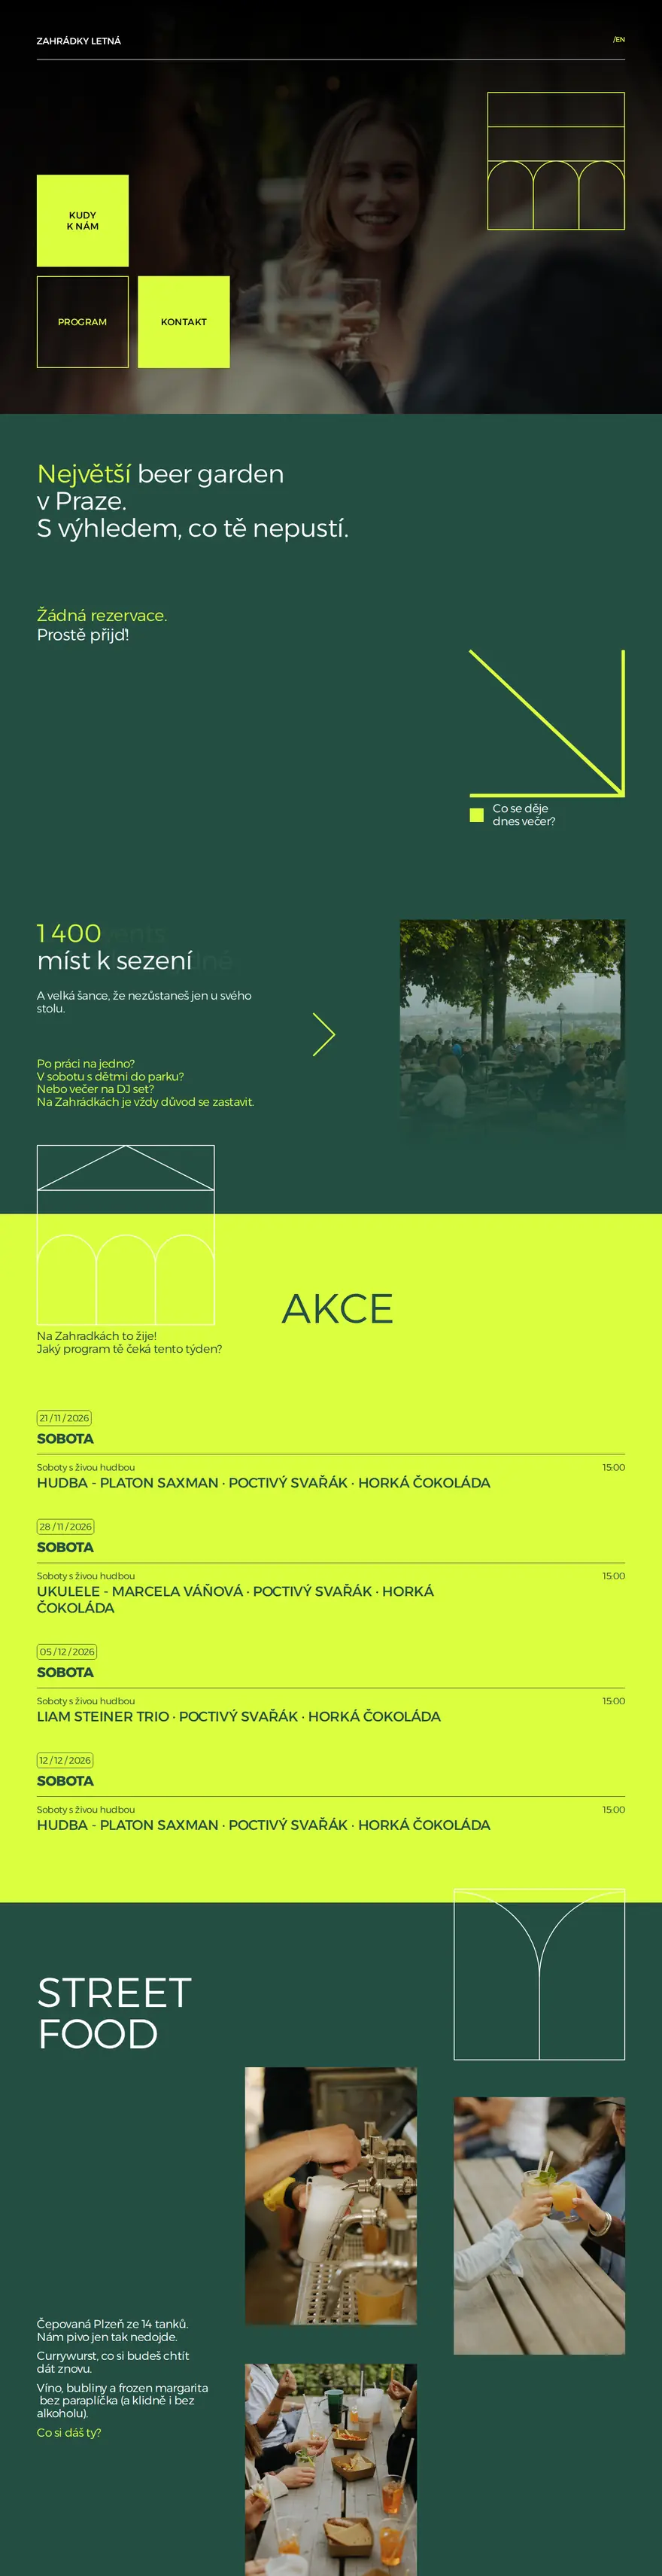 ZAHRÁDKY LETNÁ
/EN
KUDY
K NÁM
PROGRAM
KONTAKT
Největší beer garden
v Praze.
S výhledem, co tě nepustí.
Žádná rezervace.
Prostě přijď!
Co se děje
dnes večer?
1 400
míst k sezení
A velká šance, že nezůstaneš jen u svého
stolu.
Po práci na jedno?
V sobotu s dětmi do parku?
Nebo večer na DJ set?
Na Zahrádkách je vždy důvod se zastavit.
AKCE
Na Zahradkách to žije!
Jaký program tě čeká tento týden?
21 / 11 / 2026
SOBOTA
Soboty s živou hudbou
15:00
HUDBA - PLATON SAXMAN · POCTIVÝ SVAŘÁK · HORKÁ ČOKOLÁDA
28 / 11 / 2026
SOBOTA
Soboty s živou hudbou
15:00
UKULELE - MARCELA VÁŇOVÁ · POCTIVÝ SVAŘÁK · HORKÁ
ČOKOLÁDA
05 / 12 / 2026
SOBOTA
Soboty s živou hudbou
15:00
LIAM STEINER TRIO · POCTIVÝ SVAŘÁK · HORKÁ ČOKOLÁDA
12 / 12 / 2026
SOBOTA
Soboty s živou hudbou
15:00
HUDBA - PLATON SAXMAN · POCTIVÝ SVAŘÁK · HORKÁ ČOKOLÁDA
STREET
FOOD
Čepovaná Plzeň ze 14 tanků.
Nám pivo jen tak nedojde.
Currywurst, co si budeš chtít
dát znovu.
Víno, bubliny a frozen margarita
bez paraplíčka (a klidně i bez
alkoholu).
Co si dáš ty?